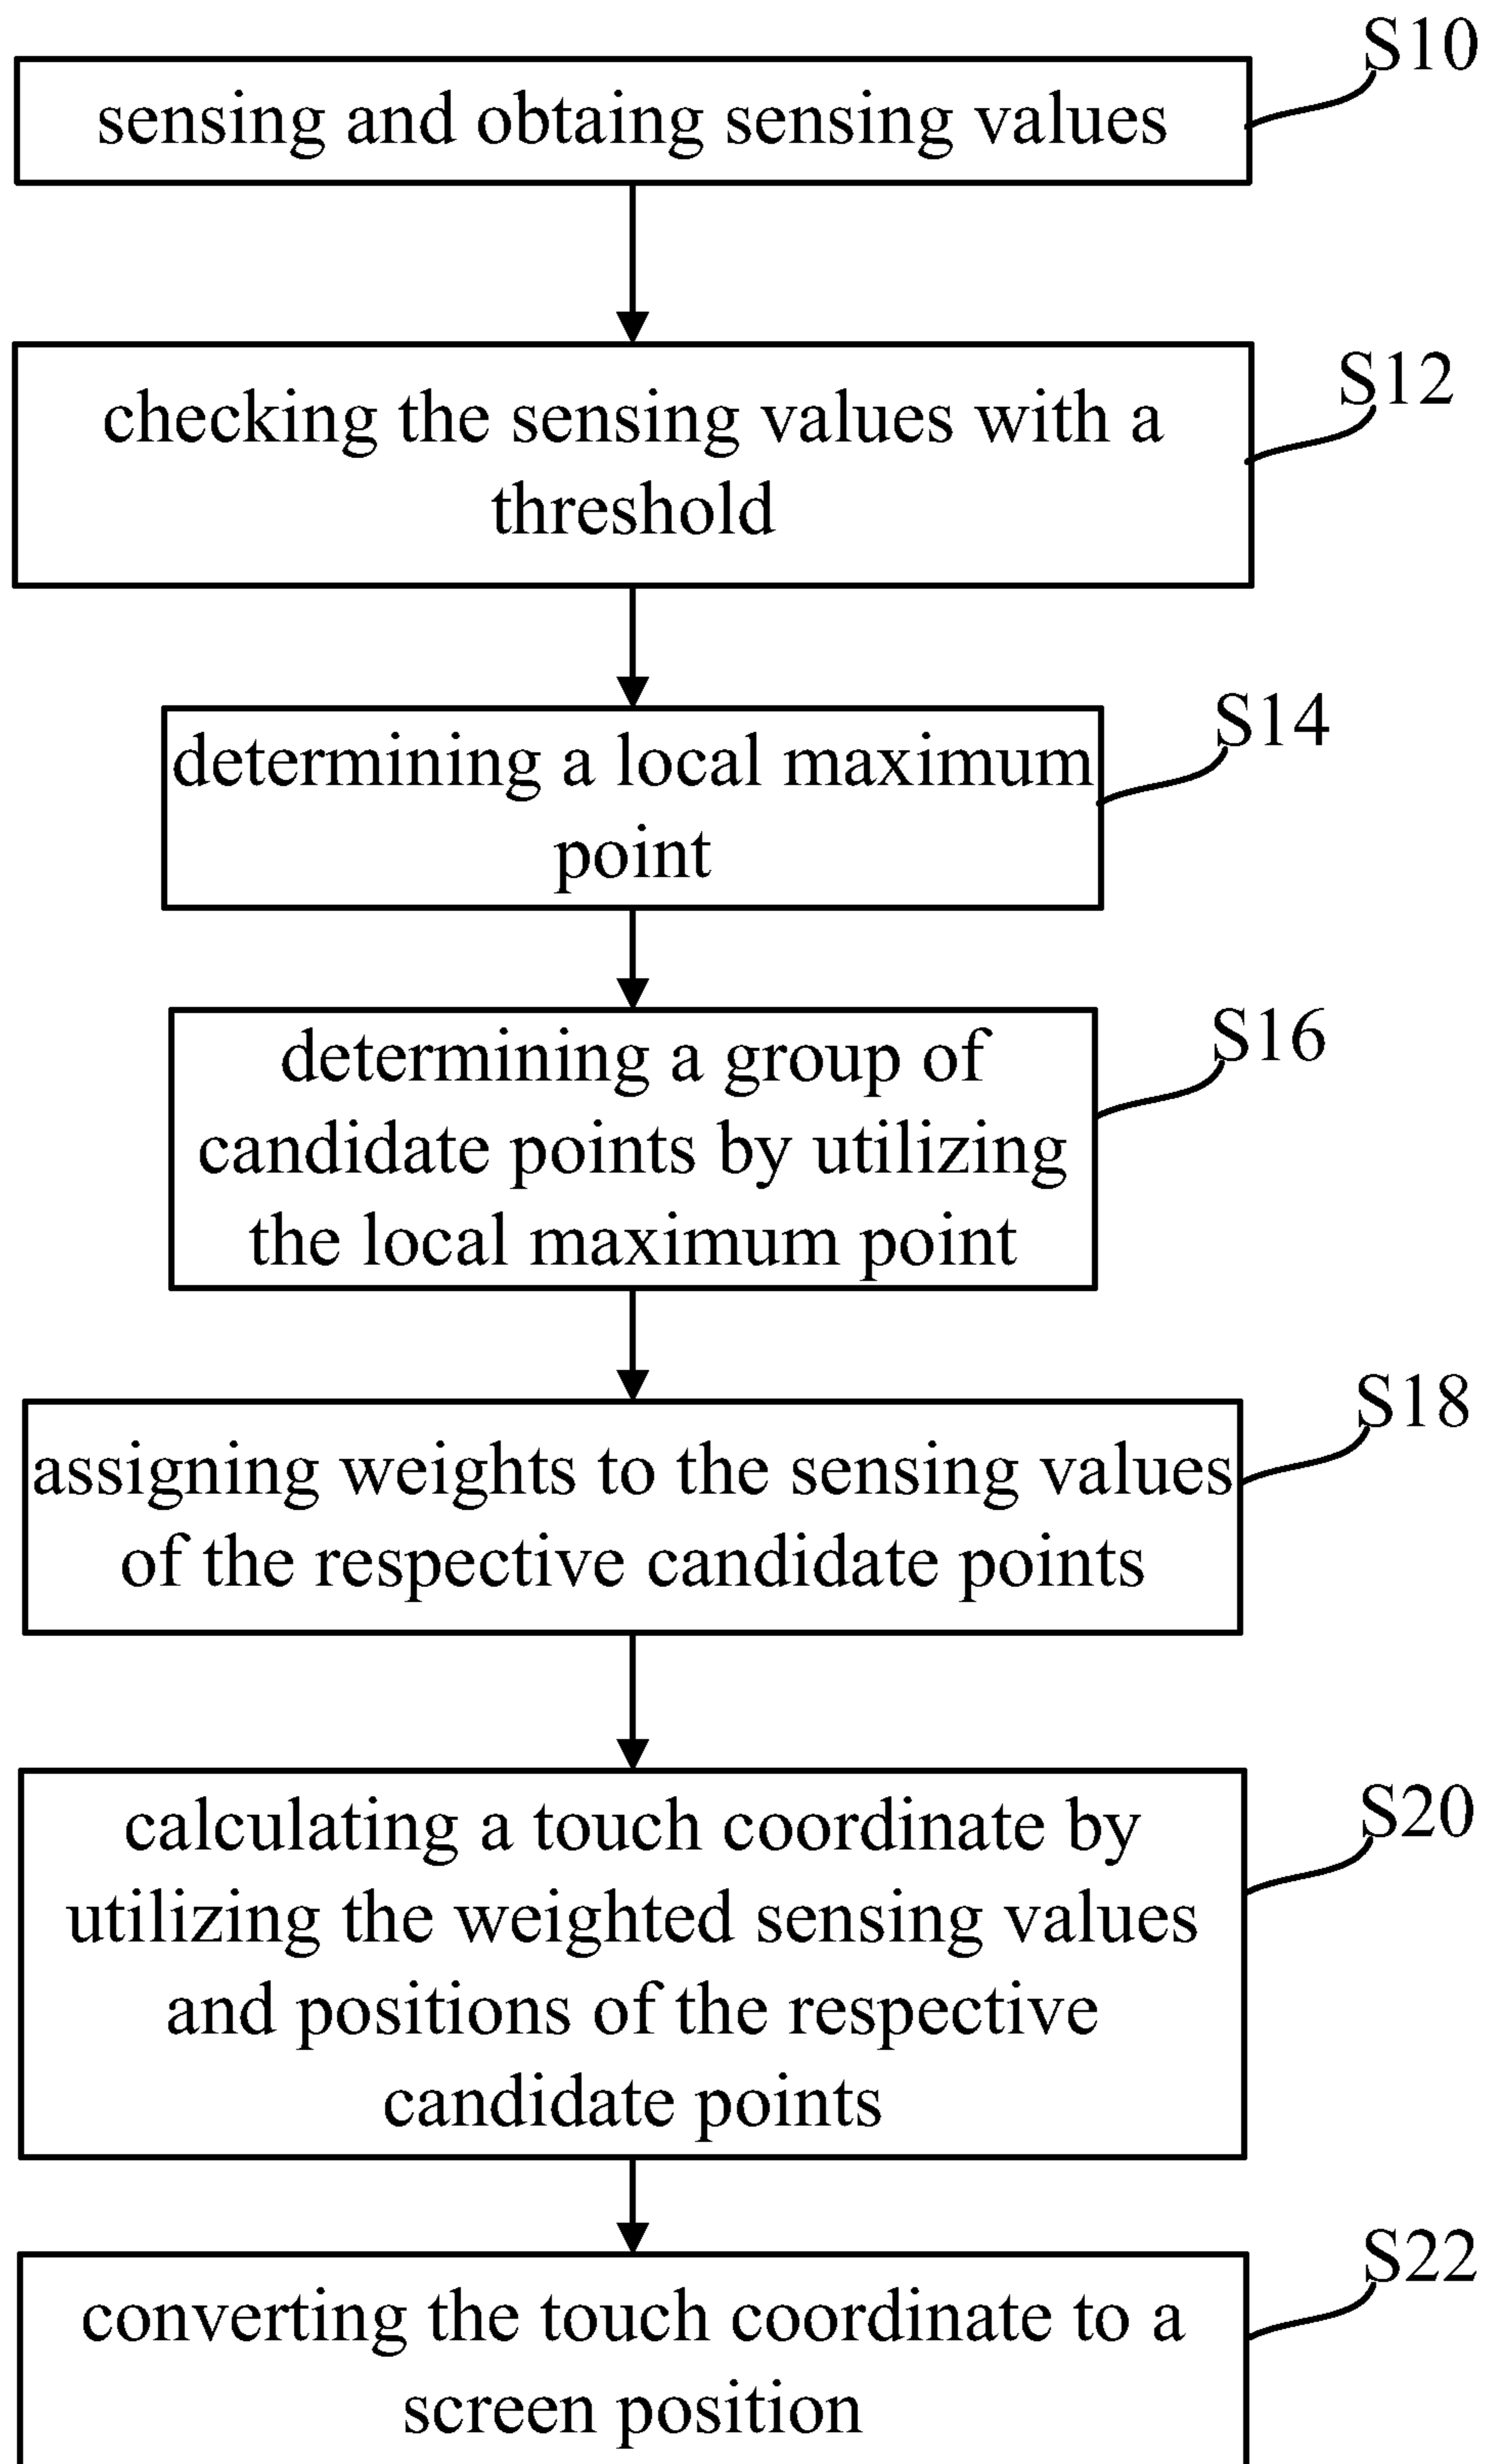 S10
sensing and obtaing sensing values
S12
checking the sensing values with a
threshold
S14
determining a local maximum
point
S16
determining a group of
candidate points by utilizing
the local maximum point
S18
assigning weights to the sensing values
of the respective candidate points
S20
calculating a touch coordinate by
utilizing the weighted sensing values
and positions of the respective
candidate points
S22
converting the touch coordinate to a
screen position